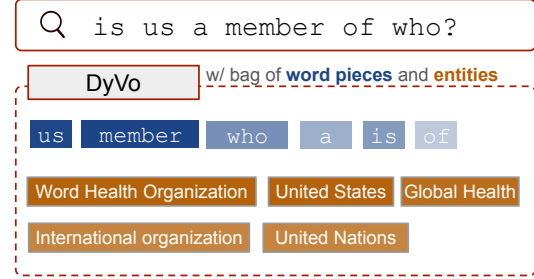 is us a member of who?
DyVo w/ bag of word pieces and entities
us member who a is of
Word Health Organization United States Global Health
International organization United Nations